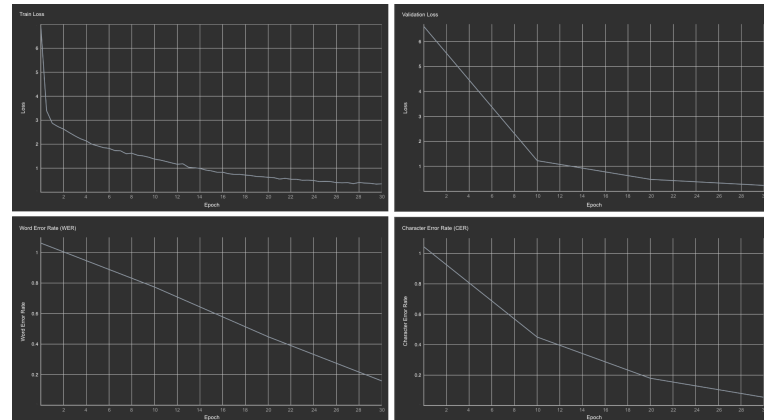 Train Loss
6
5
4
3
2
1
Loss
2 4 6 8 10 12 14 16 18 20 22 24 26 28 30
Epoch
Validation Loss
6
5
4
3
2
1
Loss
2 4 6 8 10 12 14 16 18 20 22 24 26 28 30
Epoch
Word Error Rate (WER)
1
0.8
0.6
0.4
0.2
Word Error Rate
2 4 6 8 10 12 14 16 18 20 22 24 26 28 30
Epoch
Character Error Rate (CER)
1
0.8
0.6
0.4
0.2
Character Error Rate
2 4 6 8 10 12 14 16 18 20 22 24 26 28 30
Epoch